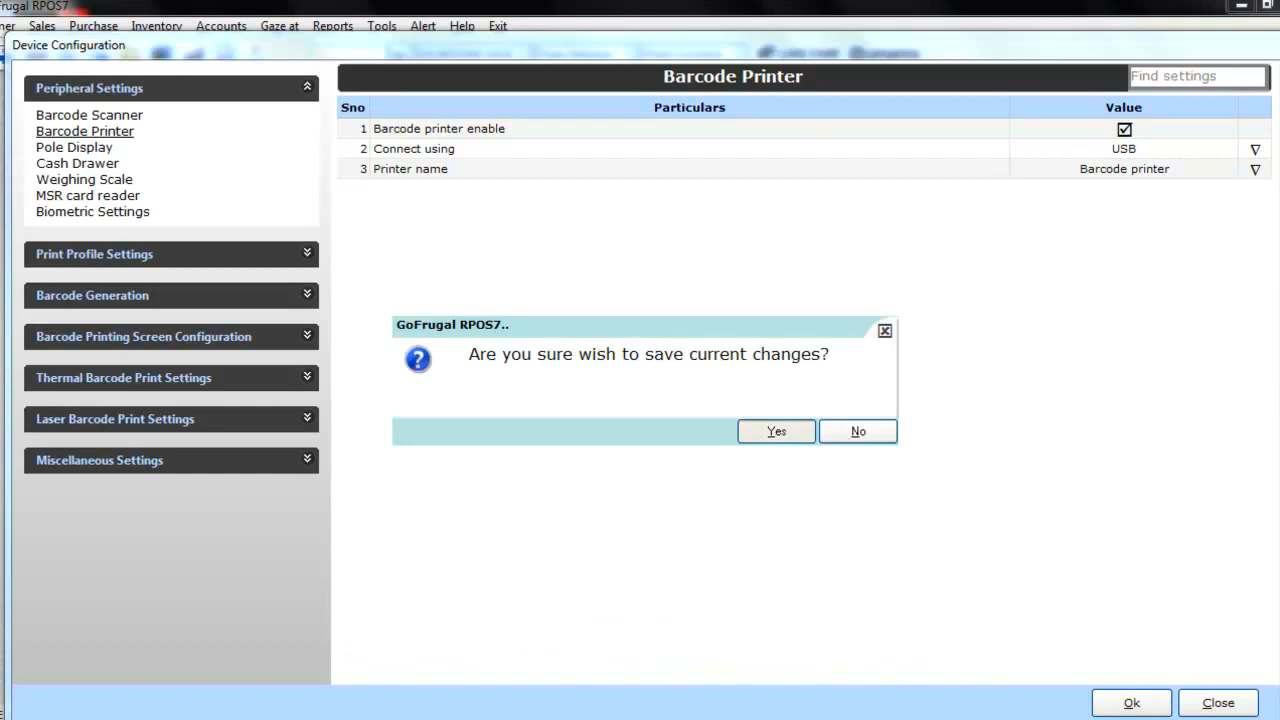 Frugal RPOS7
ner Sales Purchase Inventory Accounts Gaze at Reports Tools Alert Help Exit
Device Configuration
Peripheral Settings
Barcode Scanner
Barcode Printer
Pole Display
Cash Drawer
Weighing Scale
MSR card reader
Biometric Settings
Print Profile Settings
Barcode Generation
Barcode Printing Screen Configuration
Thermal Barcode Print Settings
Laser Barcode Print Settings
Miscellaneous Settings
Barcode Printer
Find settings
Sno Particulars Value
1 Barcode printer enable
2 Connect using USB
3 Printer name Barcode printer
GoFrugal RPOS7..
Are you sure wish to save current changes?
Yes No
Ok Close